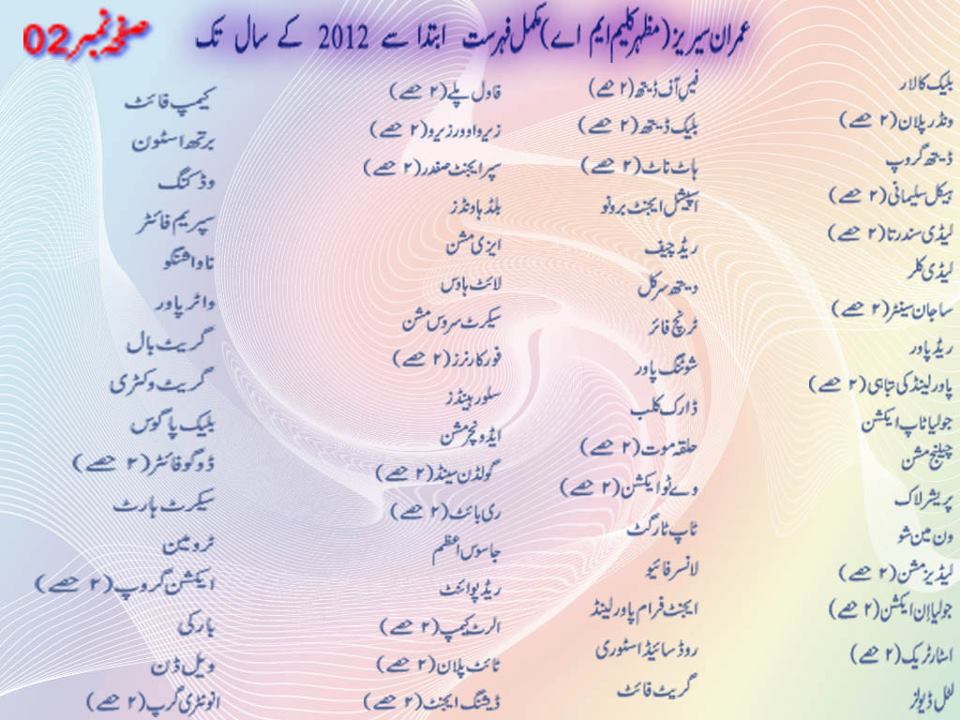 عمران سیریز (مظہر کلیم ایم اے) مکمل فہرست ابتدا سے 2012 کے سال تک
صفحہ نمبر 02
بلیک کالار
ونڈر پلان (۲ حصے)
ڈیتھ گروپ
ہیکل سلیمانی (۲ حصے)
لیڈی سندرتا (۲ حصے)
لیڈی کلر
ساجان سینٹر (۲ حصے)
ریڈ پاور
پاور لینڈ کی تباہی (۲ حصے)
جولیا ٹاپ ایکشن
چیلنج مشن
پریشر لاک
ون مین شو
لیڈیز مشن (۲ حصے)
جولیا ان ایکشن (۲ حصے)
اسٹار ٹریک (۲ حصے)
لٹل ڈیولز
فیس آف ڈیتھ (۲ حصے)
بلیک ڈیتھ (۲ حصے)
ہاٹ ناٹ (۲ حصے)
اسپیشل ایجنٹ برونو
ریڈ چیف
دیتھ سرکل
ٹرنچ فائر
شوٹنگ پاور
ڈارک کلب
حلقہ موت (۲ حصے)
وے ٹو ایکشن (۲ حصے)
ٹاپ ٹارگٹ
لانسر فائیو
ایجنٹ فرام پاور لینڈ
روڈ سائیڈ اسٹوری
گریٹ فائٹ
فاول پلے (۲ حصے)
زیرو اوور زیرو (۲ حصے)
سپر ایجنٹ صفدر (۲ حصے)
بلڈ ہاونڈز
ایزی مشن
لائٹ ہاوس
سیکرٹ سروس مشن
فور کارنرز (۲ حصے)
سلور ہینڈز
ایڈونچر مشن
گولڈن سینڈ (۲ حصے)
ری بائٹ (۲ حصے)
جاسوس اعظم
ریڈ پوائنٹ
الرٹ کیمپ (۲ حصے)
ٹائٹ پلان (۲ حصے)
ڈیشنگ ایجنٹ (۲ حصے)
کیمپ فائٹ
برتھ اسٹون
وڈ کنگ
سپریم فائٹر
تاواشنگو
واٹر پاور
گریٹ بال
گریٹ وکٹری
بلیک پاگوس
ڈوگو فائٹر (۲ حصے)
سیکرٹ ہارٹ
ٹرومین
ایکشن گروپ (۲ حصے)
بارکی
ویل ڈن
انونٹری گرپ (۲ حصے)